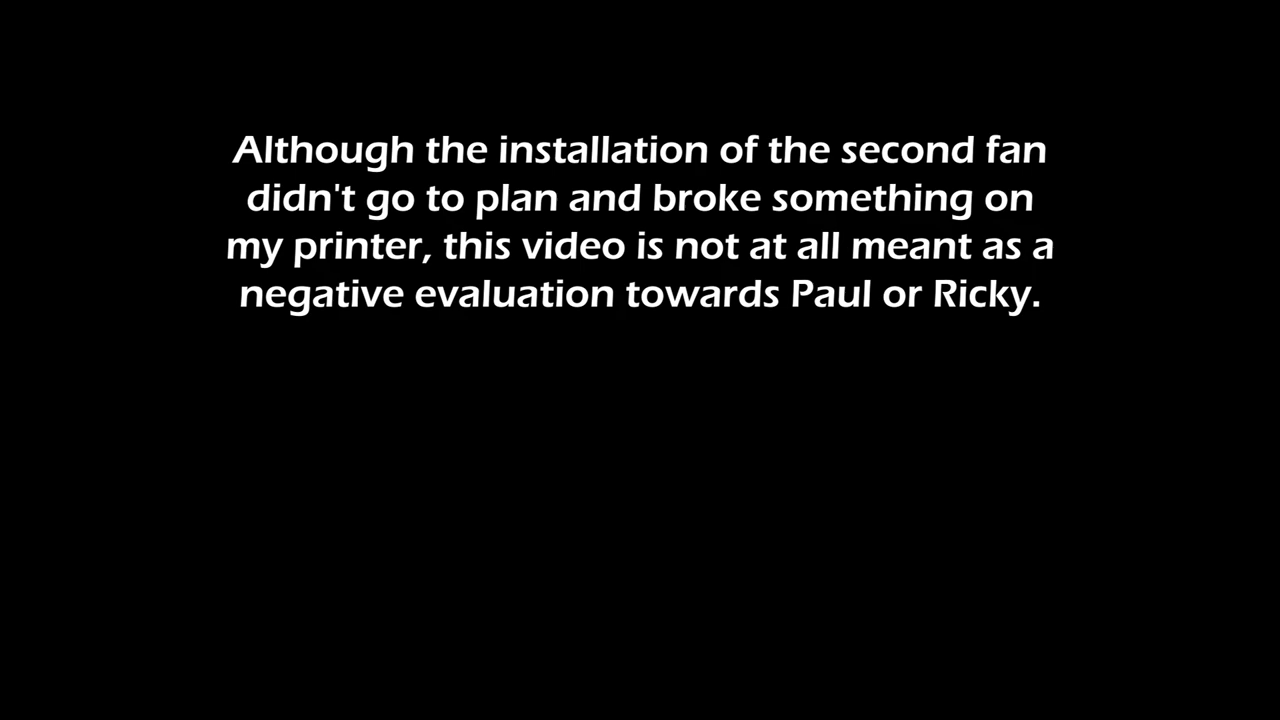 Although the installation of the second fan
didn't go to plan and broke something on
my printer, this video is not at all meant as a
negative evaluation towards Paul or Ricky.